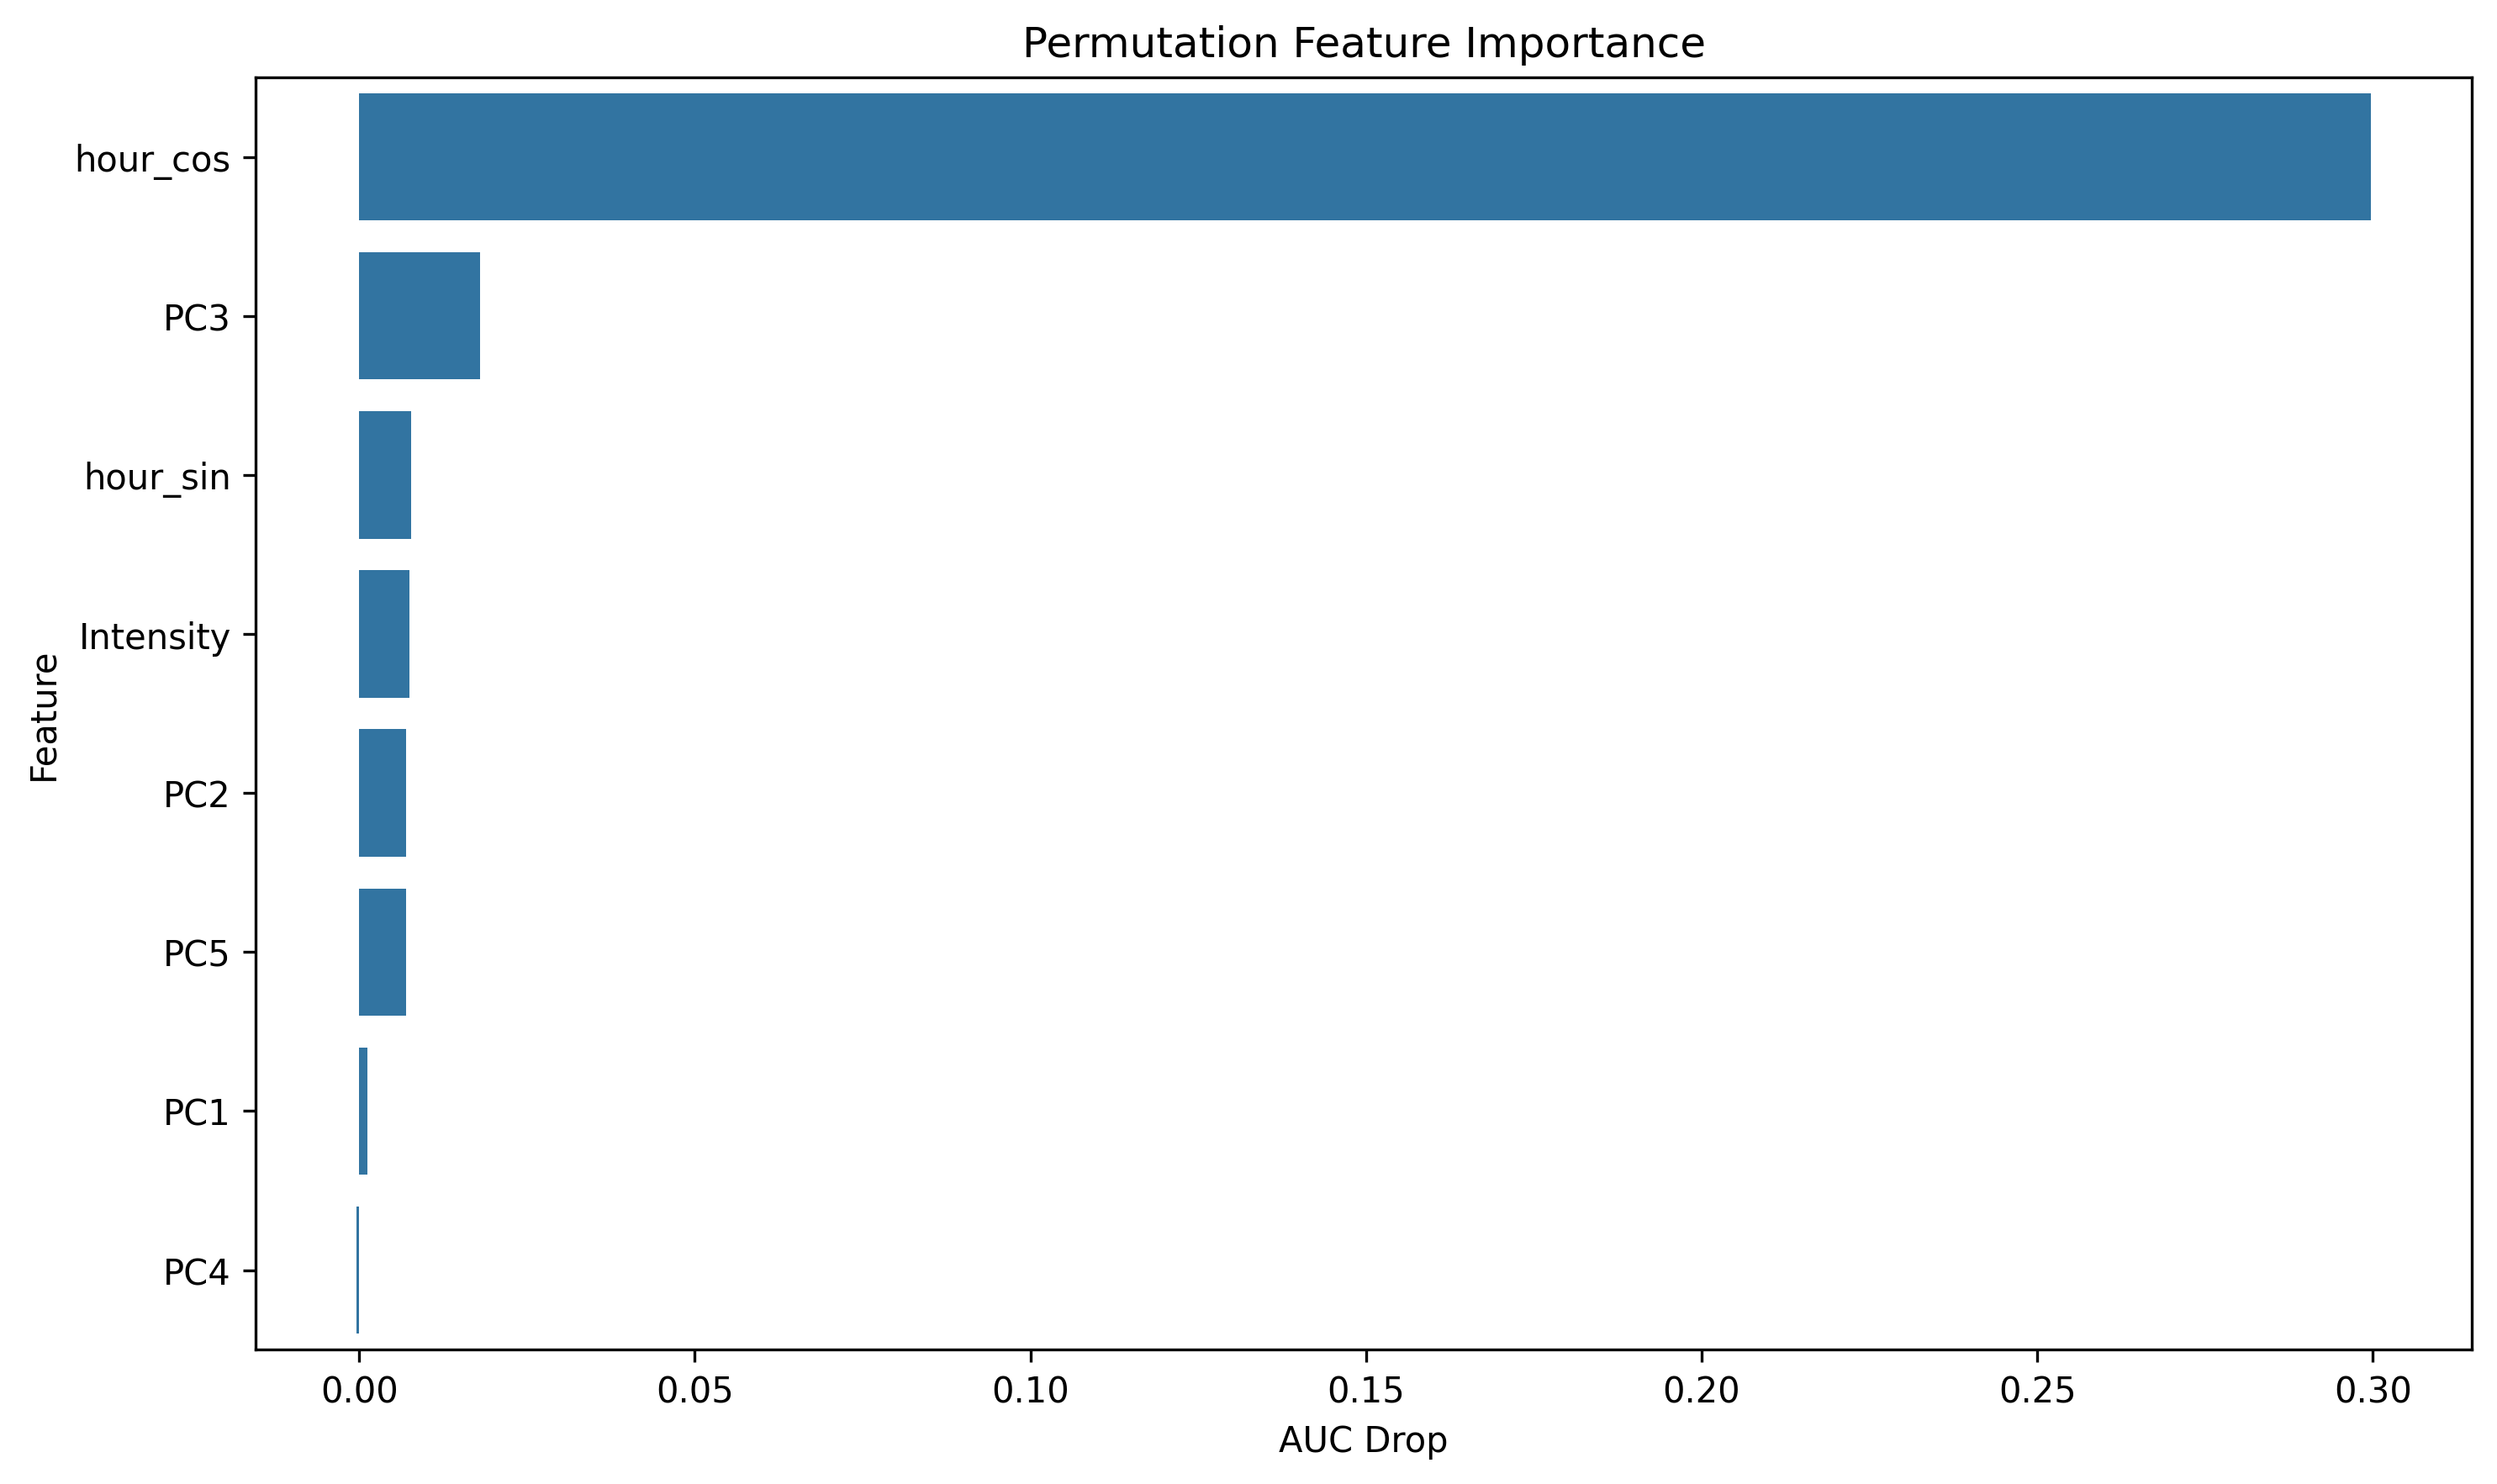 Permutation Feature Importance
hour_cos
PC3
hour_sin
Intensity
PC2
PC5
PC1
PC4
Feature
0.00 0.05 0.10 0.15 0.20 0.25 0.30
AUC Drop